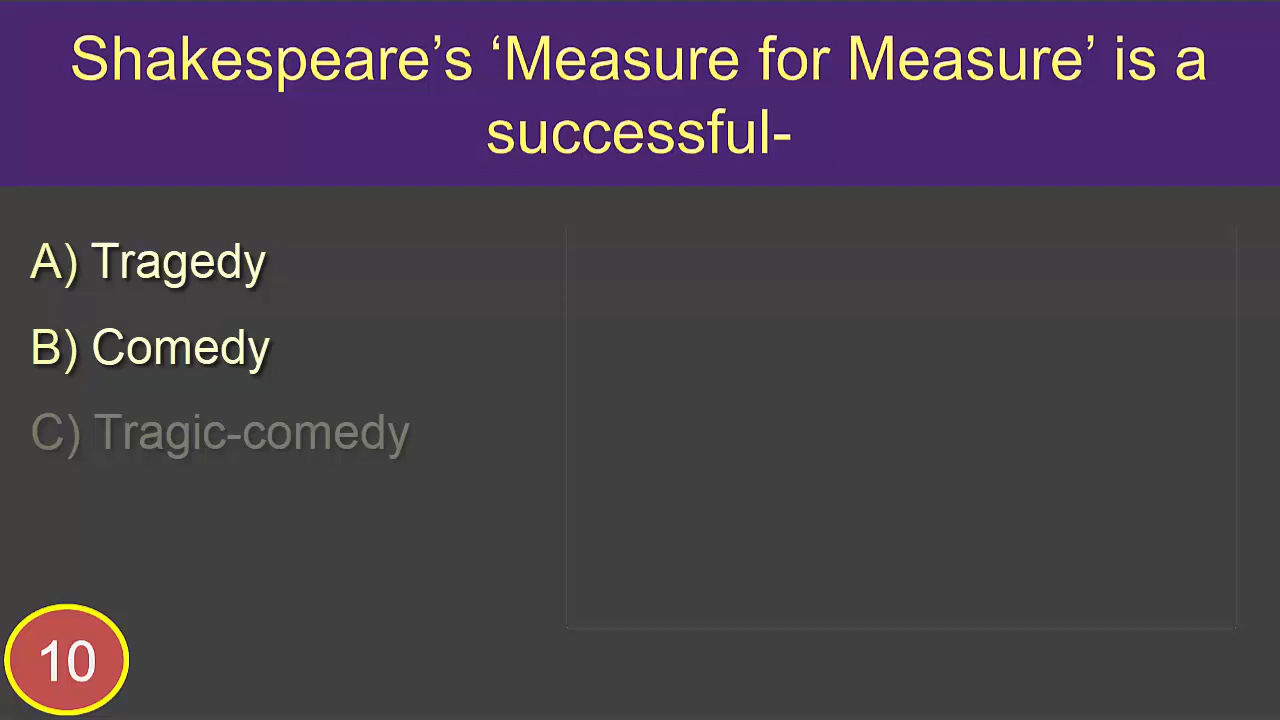 Shakespeare’s ‘Measure for Measure’ is a
successful-
A) Tragedy
B) Comedy
C) Tragic-comedy
10